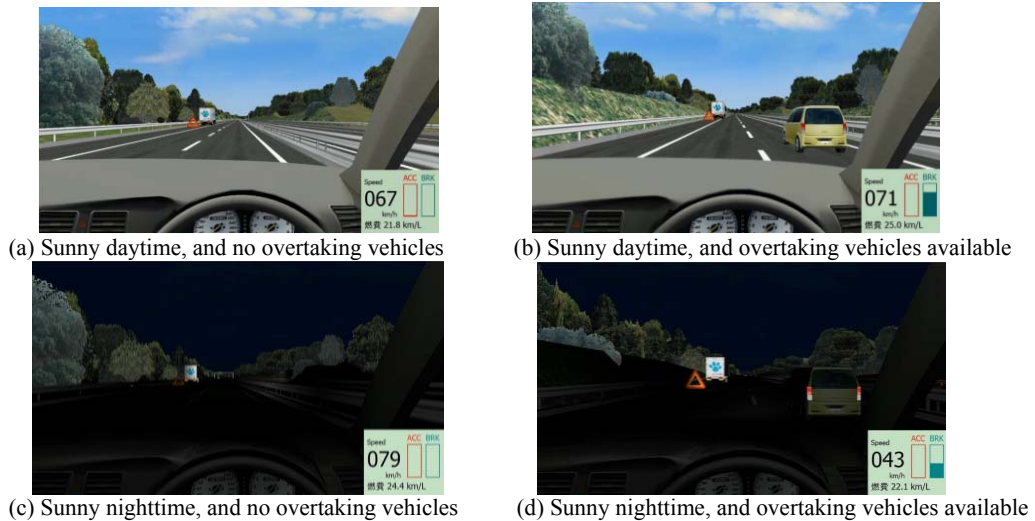 Speed
ACC BRK
067
km/h
燃費 21.8 km/L
Speed
ACC BRK
071
km/h
燃費 25.0 km/L
(a) Sunny daytime, and no overtaking vehicles
(b) Sunny daytime, and overtaking vehicles available
Speed
ACC BRK
079
km/h
燃費 24.4 km/L
Speed
ACC BRK
043
km/h
燃費 22.1 km/L
(c) Sunny nighttime, and no overtaking vehicles
(d) Sunny nighttime, and overtaking vehicles available